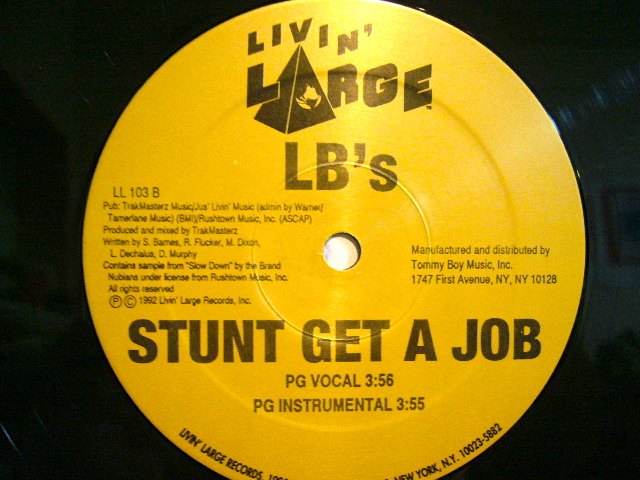 LIVIN'
LARGE
LB's
LL 103 B
Pub: TrakMasterz Music/Jus' Livin' Music (admin by Warner/
Tamerlane Music) (BMI)/Rushtown Music, Inc. (ASCAP)
Produced and mixed by TrakMasterz
Written by S. Barnes, R. Flucker, M. Dixon,
L. Dechalus, D. Murphy
Contains sample from "Slow Down" by the Brand
Nubians under license from Rushtown Music, Inc.
All rights reserved
Ⓟ © 1992 Livin' Large Records, Inc.
Manufactured and distributed by
Tommy Boy Music, Inc.
1747 First Avenue, NY, NY 10128
STUNT GET A JOB
PG VOCAL 3:56
PG INSTRUMENTAL 3:55
LIVIN' LARGE RECORDS, NEW YORK, N.Y. 10023-5882